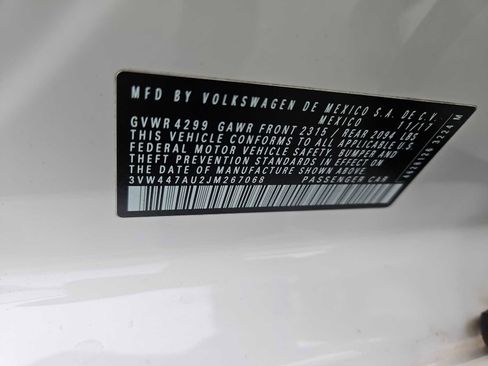 MFD BY VOLKSWAGEN DE MEXICO S.A. DE C.V.
MEXICO
GVWR 4299 GAWR FRONT 2315 / REAR 2094 LBS
THIS VEHICLE CONFORMS TO ALL APPLICABLE U.S.
FEDERAL MOTOR VEHICLE SAFETY, BUMPER AND
THEFT PREVENTION STANDARDS IN EFFECT ON
THE DATE OF MANUFACTURE SHOWN ABOVE.
3VW447AU2JM267068 PASSENGER CAR
3224 M